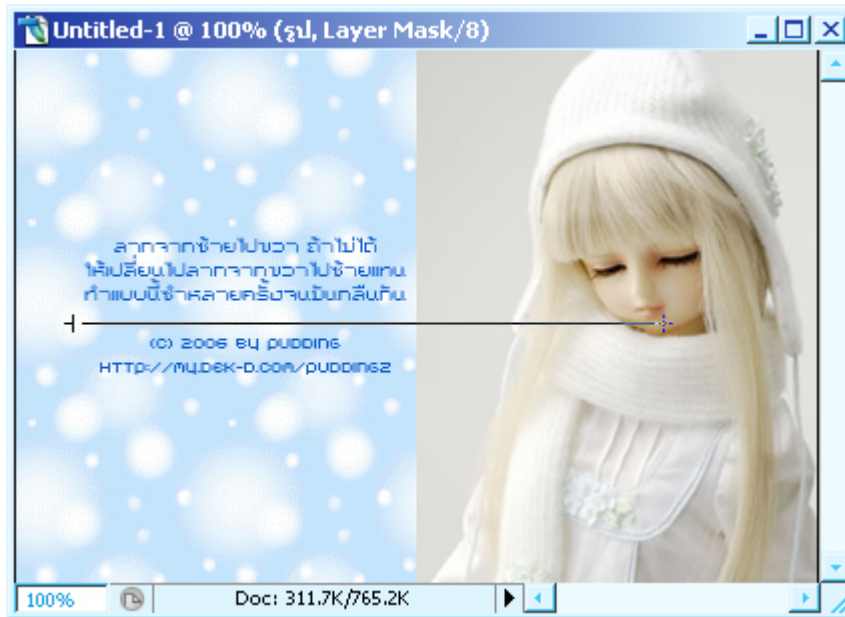 Untitled-1 @ 100% (รูป, Layer Mask/8)
ลากจากซ้ายไปขวา ถ้าไม่ได้
ให้เปลี่ยนไปลากจากขวาไปซ้ายแทน
ทำแบบนี้ซ้ำหลายครั้งจนมันกลืนกัน
(C) 2006 BY PUDDING
HTTP://MY.DEK-D.COM/PUDDING2
100%
Doc: 311.7K/765.2K